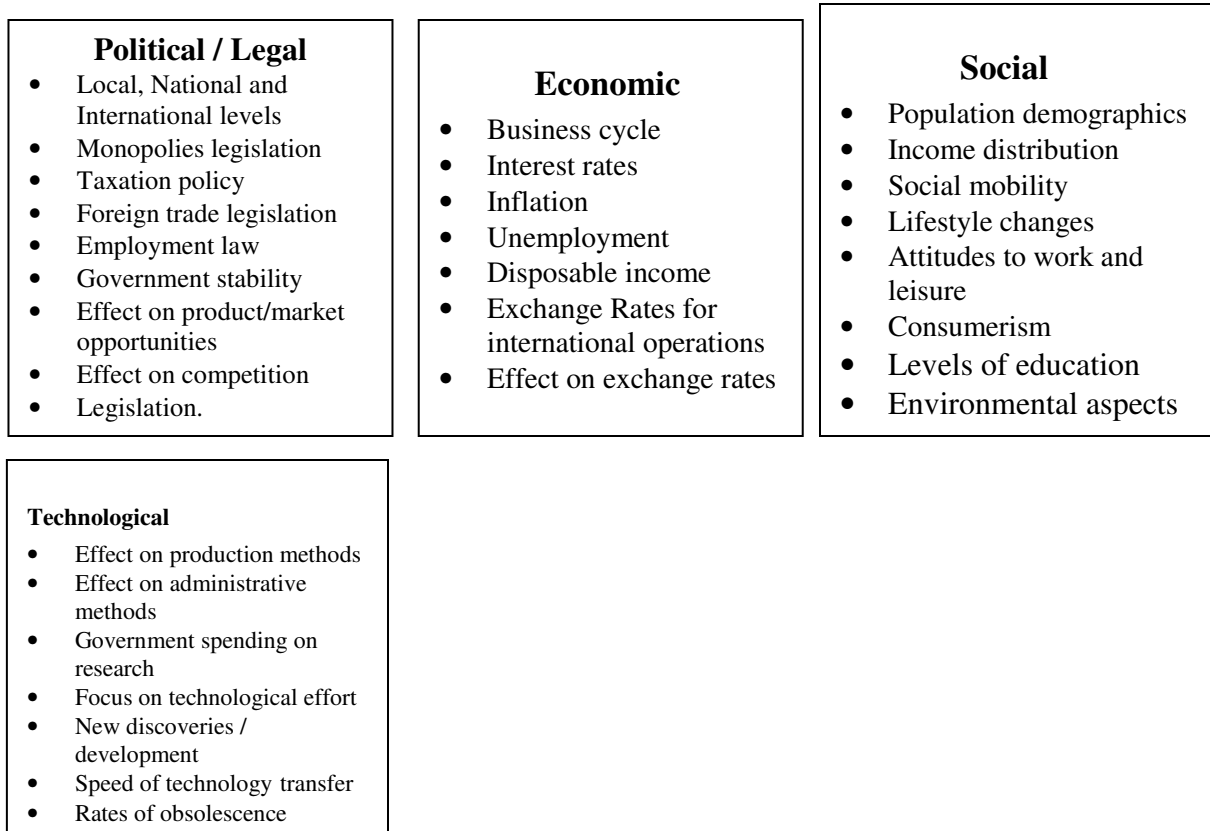 Political / Legal
• Local, National and
International levels
• Monopolies legislation
• Taxation policy
• Foreign trade legislation
• Employment law
• Government stability
• Effect on product/market
opportunities
• Effect on competition
• Legislation.
Economic
• Business cycle
• Interest rates
• Inflation
• Unemployment
• Disposable income
• Exchange Rates for
international operations
• Effect on exchange rates
Social
• Population demographics
• Income distribution
• Social mobility
• Lifestyle changes
• Attitudes to work and
leisure
• Consumerism
• Levels of education
• Environmental aspects
Technological
• Effect on production methods
• Effect on administrative
methods
• Government spending on
research
• Focus on technological effort
• New discoveries /
development
• Speed of technology transfer
• Rates of obsolescence